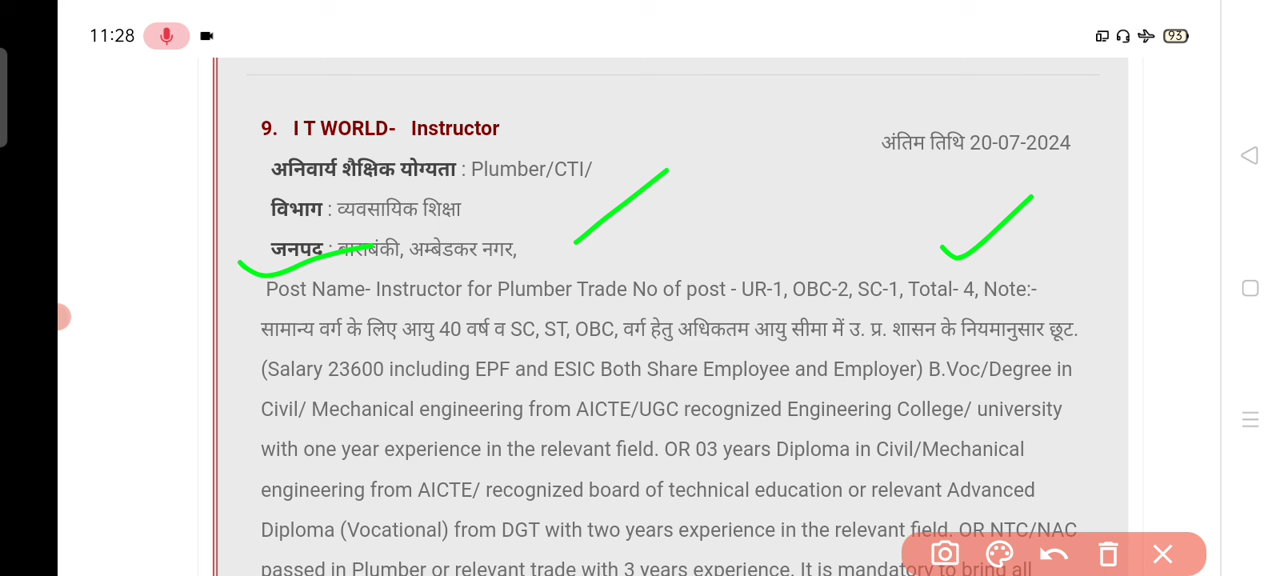 11:28
93
9. I T WORLD- Instructor
अंतिम तिथि 20-07-2024
अनिवार्य शैक्षिक योग्यता : Plumber/CTI/
विभाग : व्यवसायिक शिक्षा
जनपद : बाराबंकी, अम्बेडकर नगर,
Post Name- Instructor for Plumber Trade No of post - UR-1, OBC-2, SC-1, Total- 4, Note:-
सामान्य वर्ग के लिए आयु 40 वर्ष व SC, ST, OBC, वर्ग हेतु अधिकतम आयु सीमा में उ. प्र. शासन के नियमानुसार छूट.
(Salary 23600 including EPF and ESIC Both Share Employee and Employer) B.Voc/Degree in
Civil/ Mechanical engineering from AICTE/UGC recognized Engineering College/ university
with one year experience in the relevant field. OR 03 years Diploma in Civil/Mechanical
engineering from AICTE/ recognized board of technical education or relevant Advanced
Diploma (Vocational) from DGT with two years experience in the relevant field. OR NTC/NAC
passed in Plumber or relevant trade with 3 years experience. It is mandatory to bring all